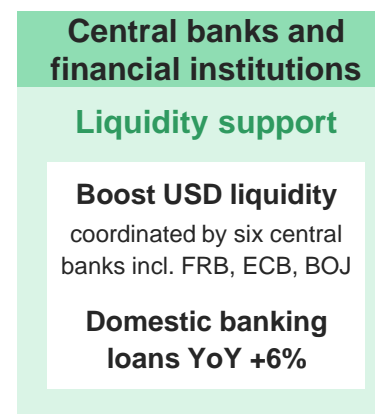 Central banks and
financial institutions
Liquidity support
Boost USD liquidity
coordinated by six central
banks incl. FRB, ECB, BOJ
Domestic banking
loans YoY +6%